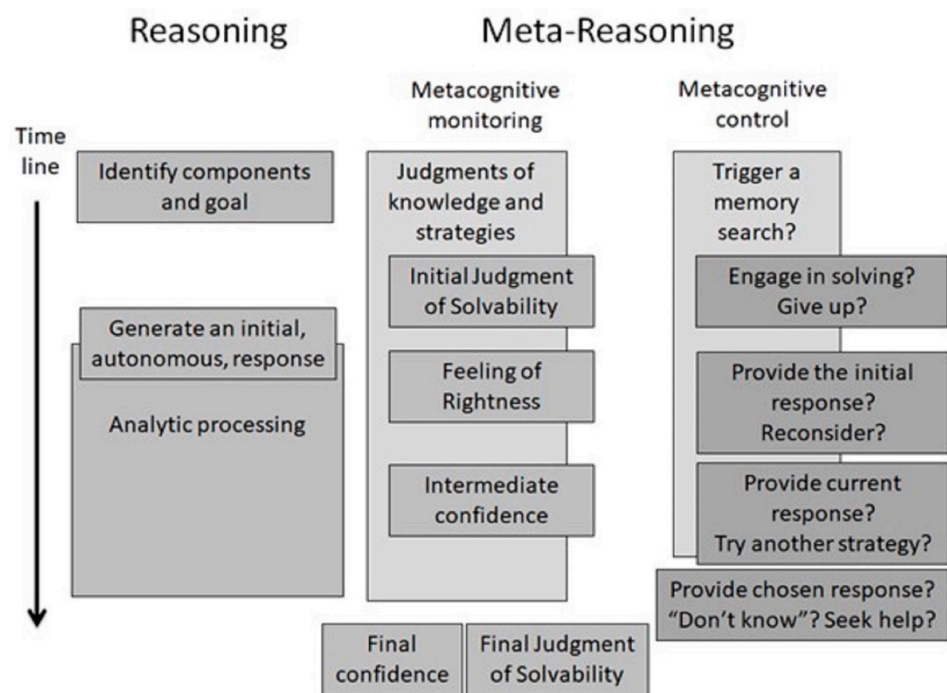 Reasoning
Meta-Reasoning
Metacognitive
monitoring
Metacognitive
control
Time
line
Identify components
and goal
Judgments of
knowledge and
strategies
Trigger a
memory
search?
Initial Judgment
of Solvability
Engage in solving?
Give up?
Generate an initial,
autonomous, response
Feeling of
Rightness
Provide the initial
response?
Reconsider?
Analytic processing
Intermediate
confidence
Provide current
response?
Try another strategy?
Provide chosen response?
“Don’t know”? Seek help?
Final
confidence
Final Judgment
of Solvability